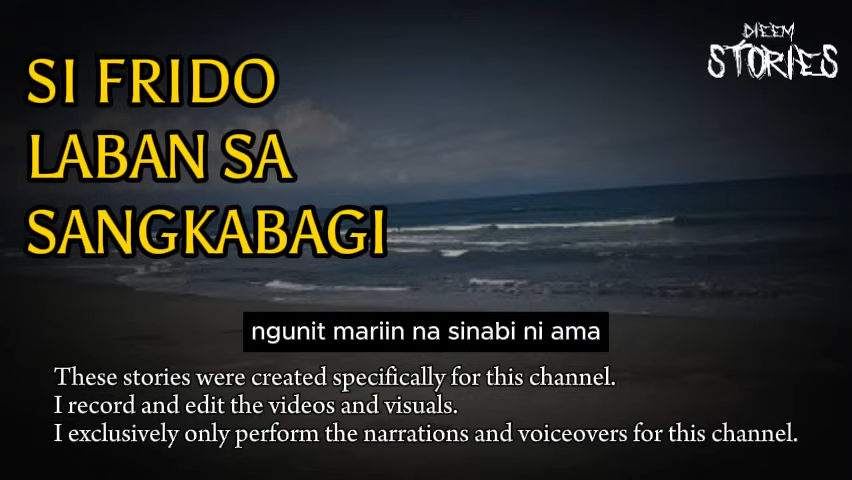 DIEEM
STORIES
SI FRIDO
LABAN SA
SANGKABAGI
ngunit mariin na sinabi ni ama
These stories were created specifically for this channel.
I record and edit the videos and visuals.
I exclusively only perform the narrations and voiceovers for this channel.